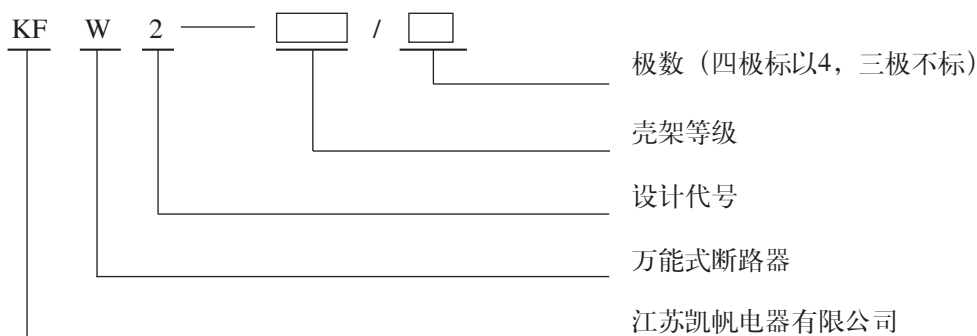 KF W 2 — /
极数（四极标以4，三极不标）
壳架等级
设计代号
万能式断路器
江苏凯帆电器有限公司